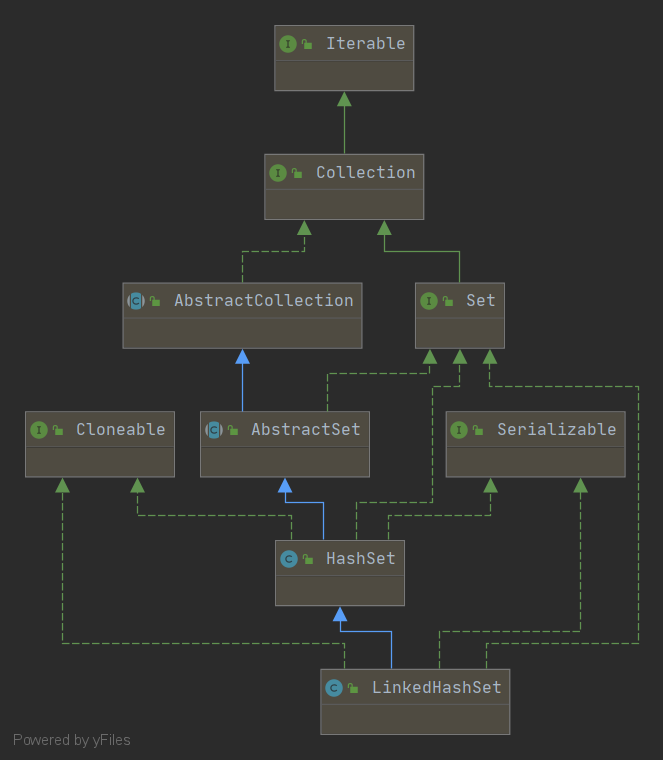 I Iterable
I Collection
C AbstractCollection
I Set
I Cloneable
C AbstractSet
I Serializable
C HashSet
C LinkedHashSet
Powered by yFiles